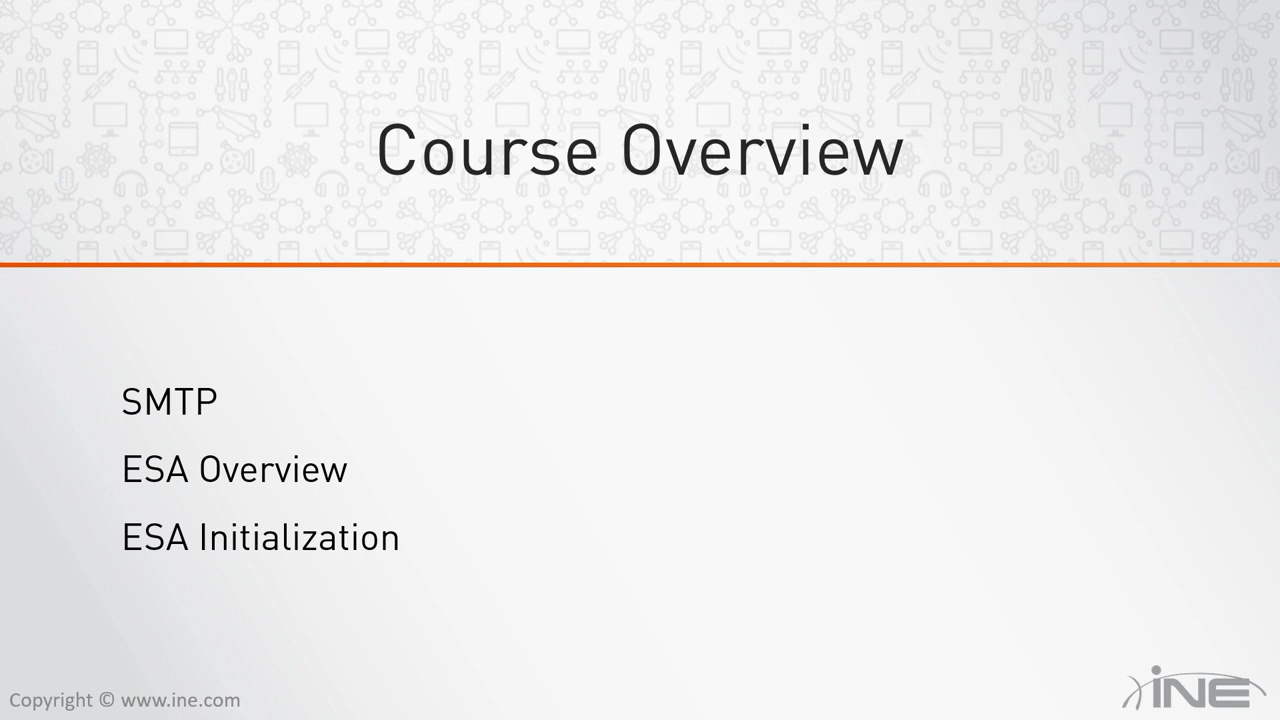 Course Overview
SMTP
ESA Overview
ESA Initialization
Copyright © www.ine.com
iNE